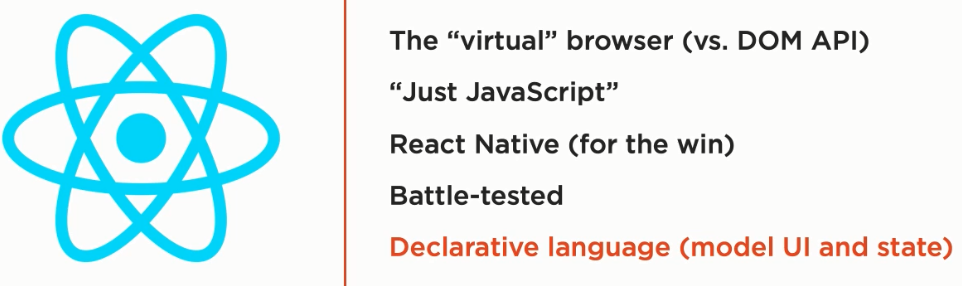 The “virtual” browser (vs. DOM API)
“Just JavaScript”
React Native (for the win)
Battle-tested
Declarative language (model UI and state)